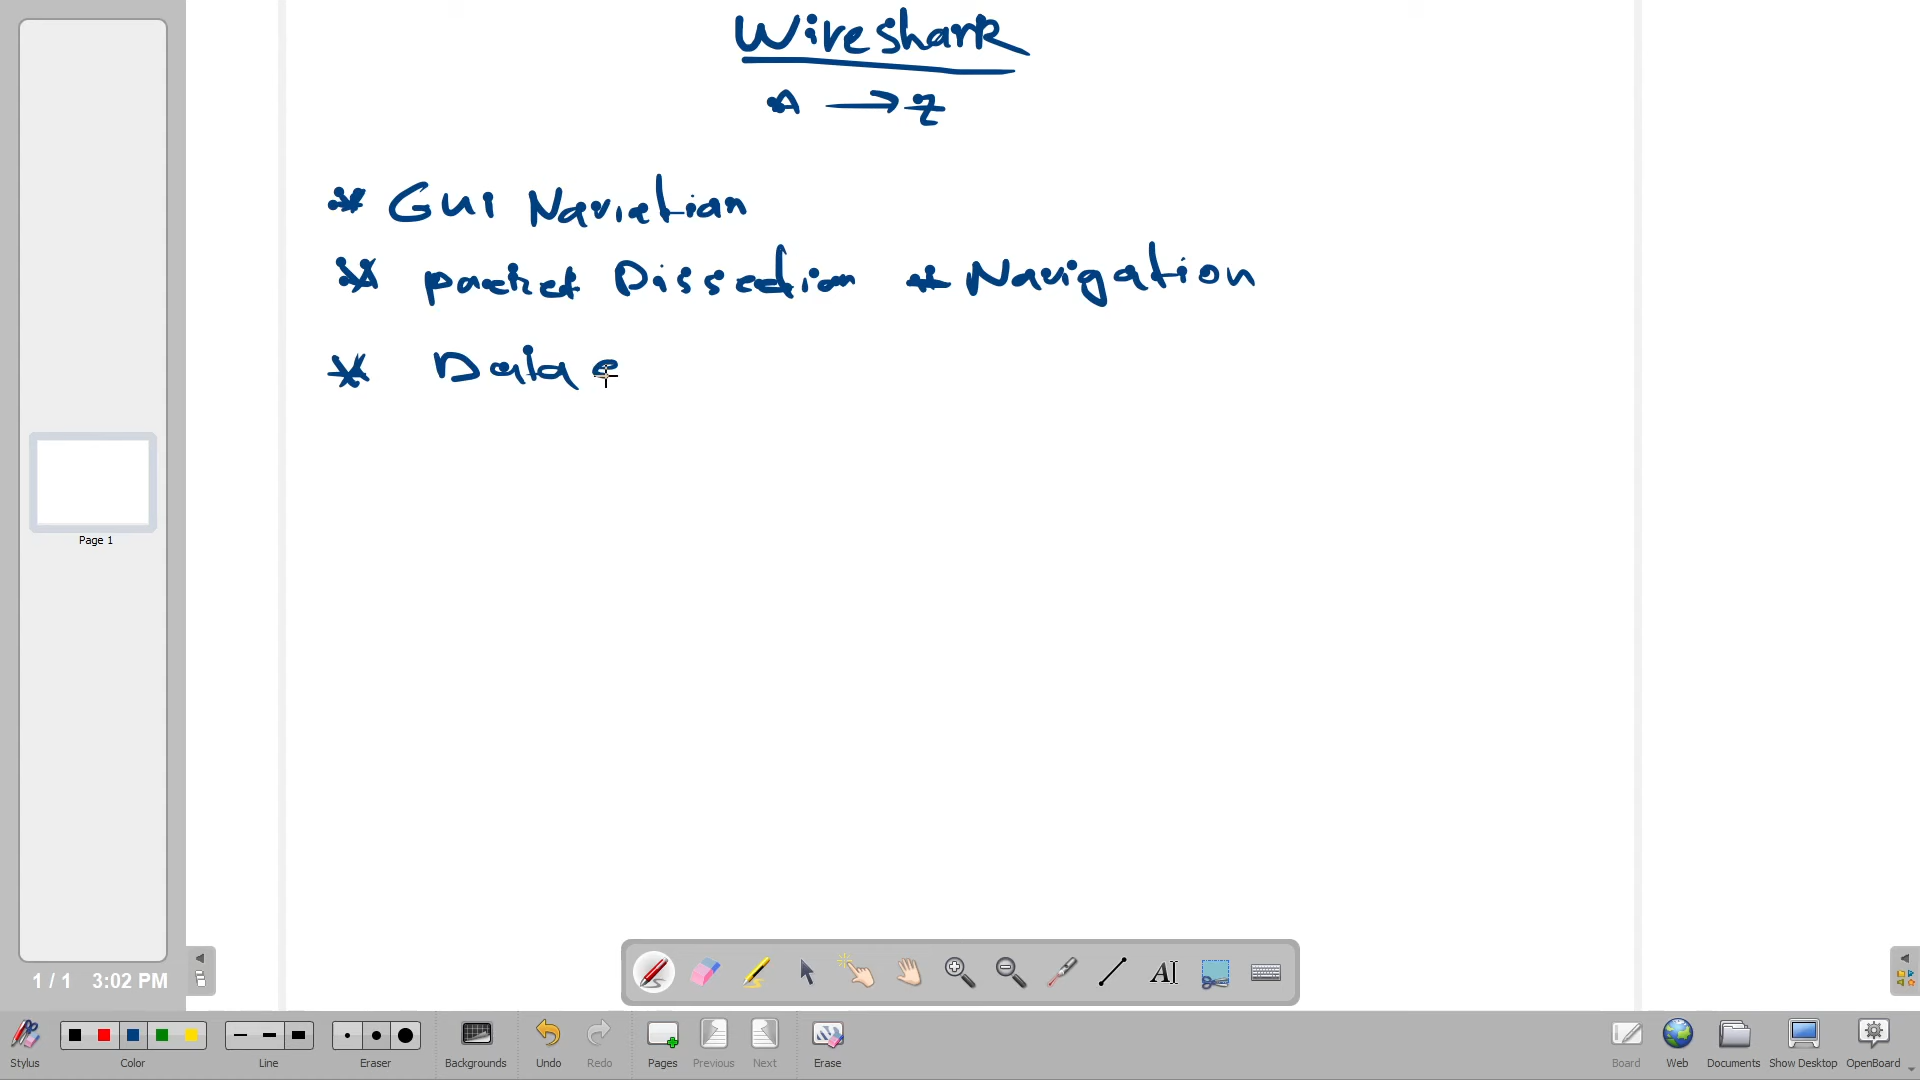 Wireshark
A → z
* GUI Naviation
* packet Dissection + Navigation
* Data
Page 1
1 / 1 3:02 PM
Stylus Color Line Eraser Backgrounds Undo Redo Pages Previous Next Erase Board Web Documents Show Desktop OpenBoard